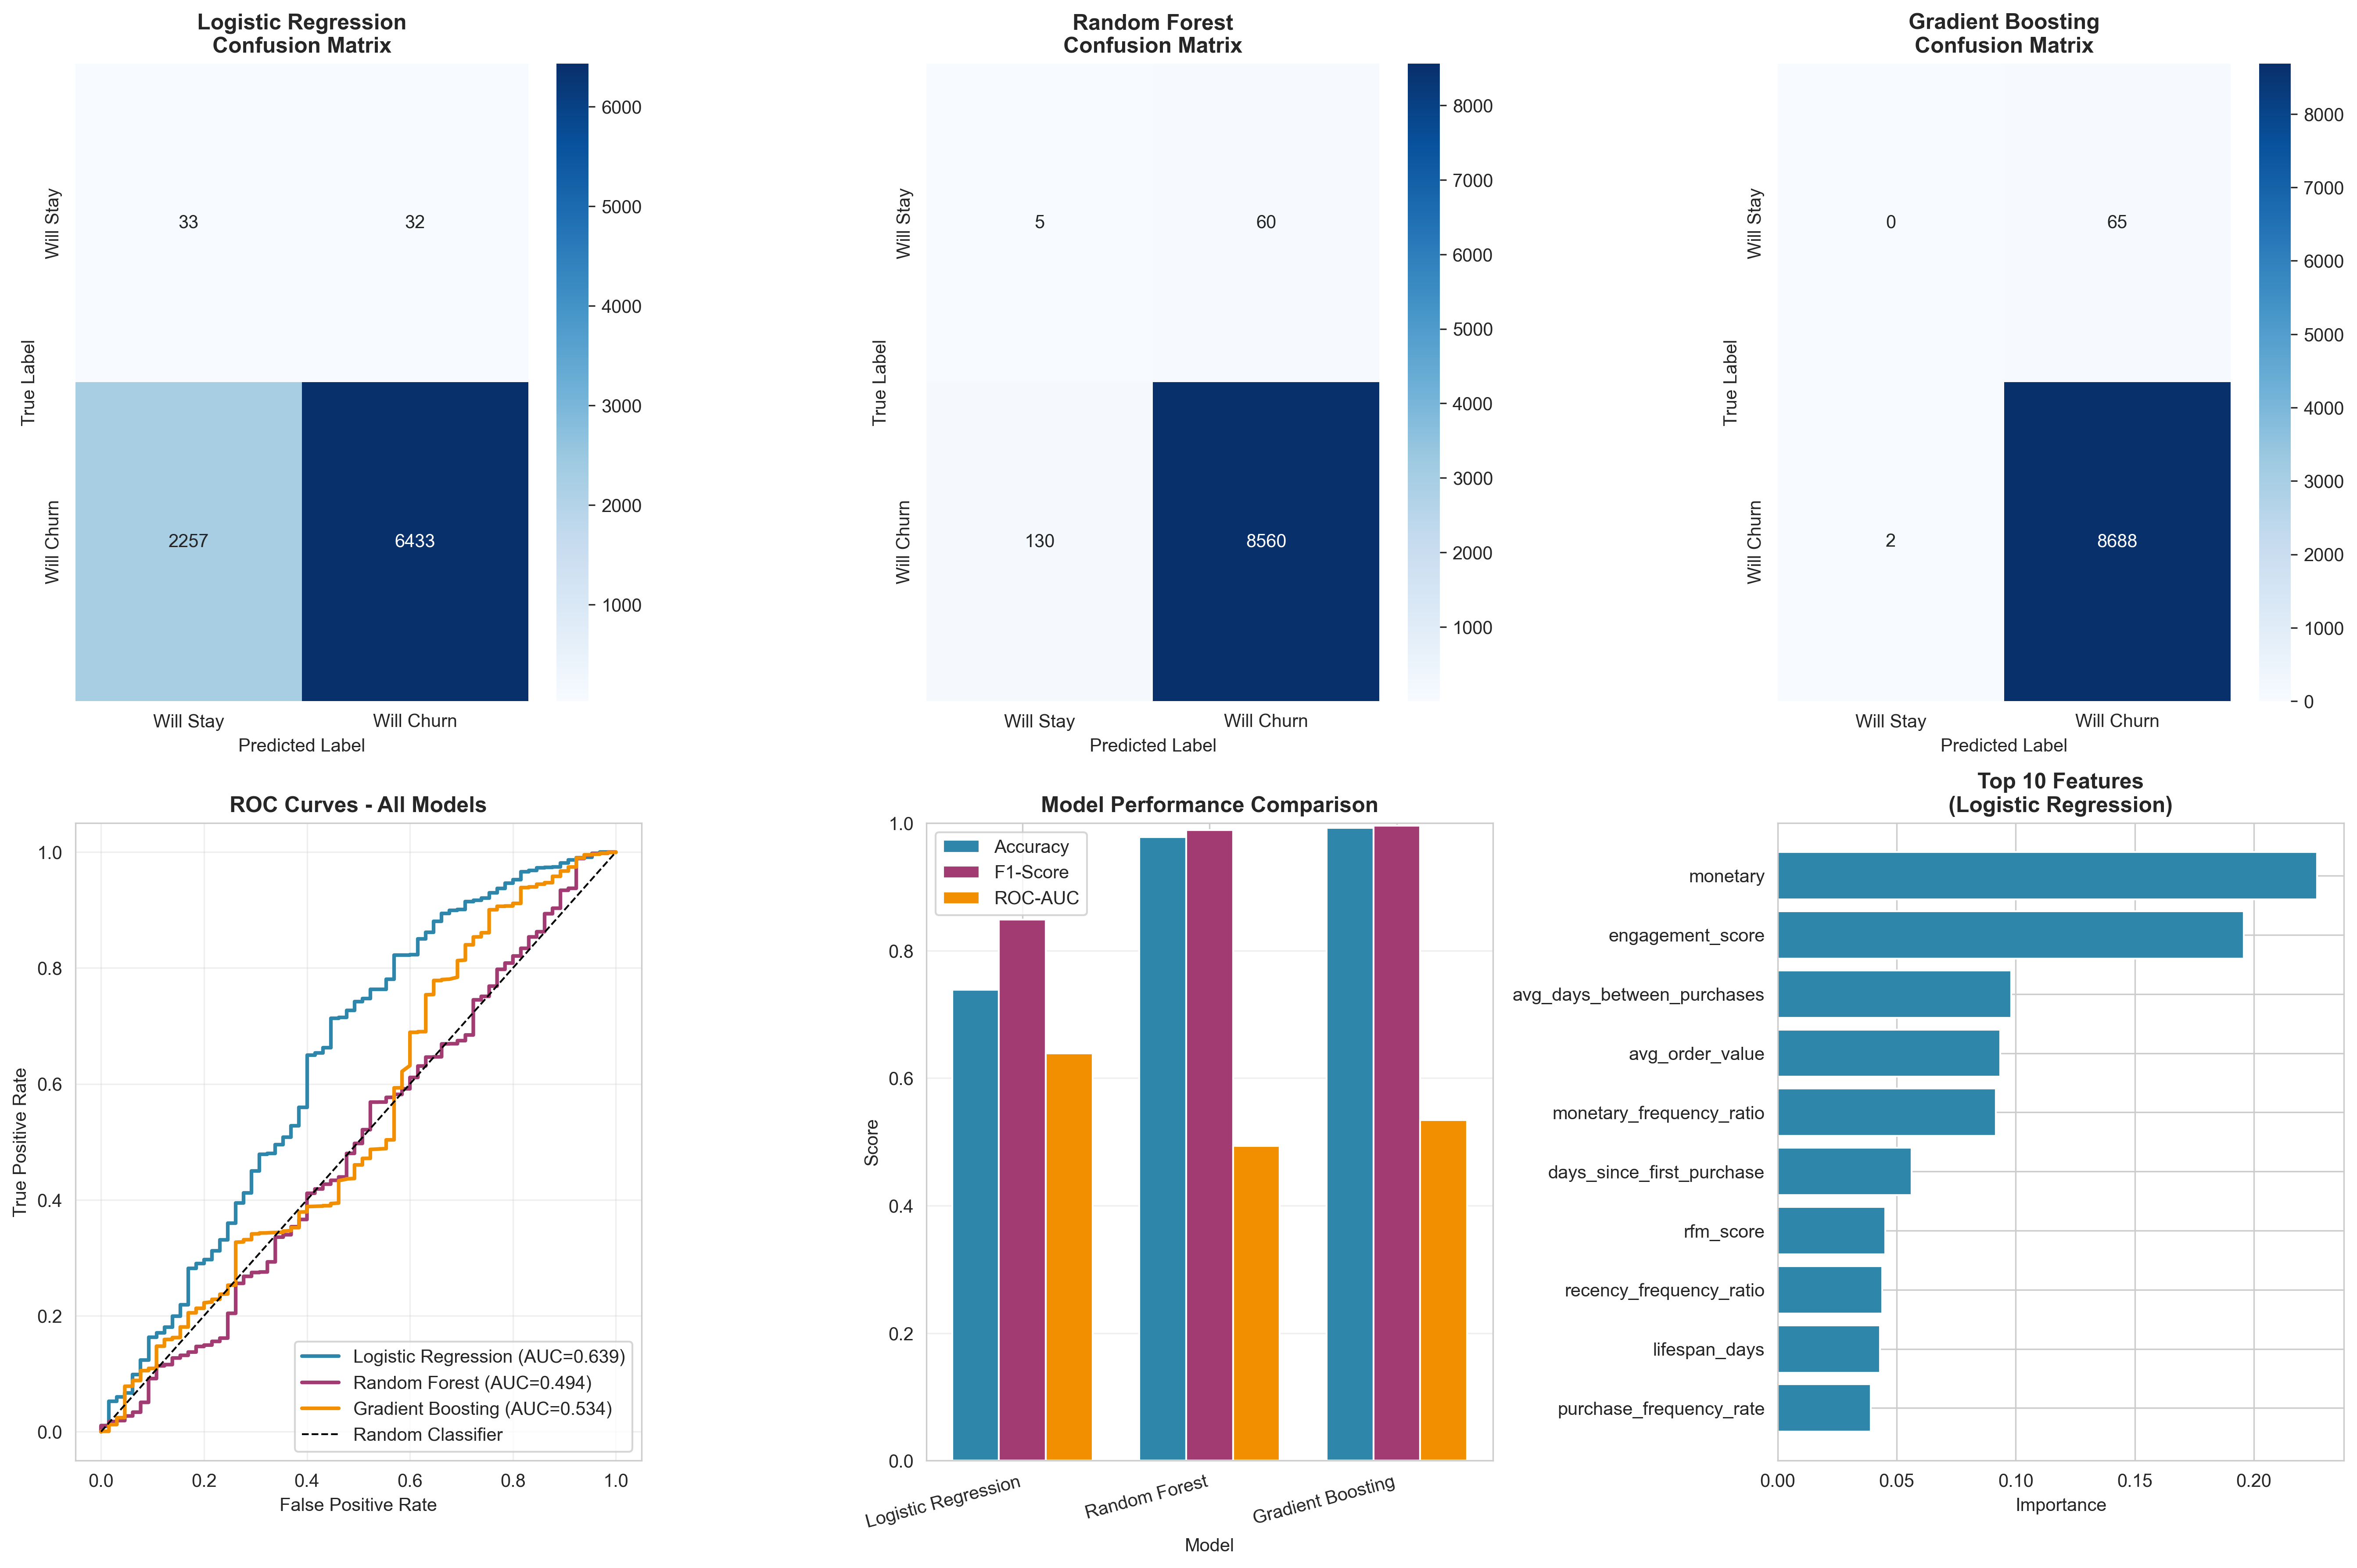 Logistic Regression
Confusion Matrix
True Label
Will Stay
Will Churn
33
32
2257
6433
Will Stay
Will Churn
Predicted Label
6000
5000
4000
3000
2000
1000
Random Forest
Confusion Matrix
True Label
Will Stay
Will Churn
5
60
130
8560
Will Stay
Will Churn
Predicted Label
8000
7000
6000
5000
4000
3000
2000
1000
Gradient Boosting
Confusion Matrix
True Label
Will Stay
Will Churn
0
65
2
8688
Will Stay
Will Churn
Predicted Label
8000
7000
6000
5000
4000
3000
2000
1000
0
ROC Curves - All Models
True Positive Rate
1.0
0.8
0.6
0.4
0.2
0.0
Logistic Regression (AUC=0.639)
Random Forest (AUC=0.494)
Gradient Boosting (AUC=0.534)
Random Classifier
0.0
0.2
0.4
0.6
0.8
1.0
False Positive Rate
Model Performance Comparison
Score
1.0
0.8
0.6
0.4
0.2
0.0
Accuracy
F1-Score
ROC-AUC
Logistic Regression
Random Forest
Gradient Boosting
Model
Top 10 Features
(Logistic Regression)
monetary
engagement_score
avg_days_between_purchases
avg_order_value
monetary_frequency_ratio
days_since_first_purchase
rfm_score
recency_frequency_ratio
lifespan_days
purchase_frequency_rate
0.00
0.05
0.10
0.15
0.20
Importance